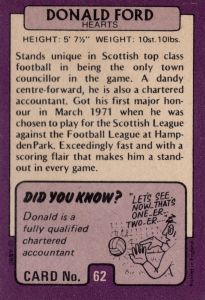 DONALD FORD
HEARTS
HEIGHT: 5' 7½" WEIGHT: 10st. 10lbs.
Stands unique in Scottish top class
football in being the only town
councillor in the game. A dandy
centre-forward, he is also a chartered
accountant. Got his first major hon-
our in March 1971 when he was
chosen to play for the Scottish League
against the Football League at Hamp-
den Park. Exceedingly fast and with a
scoring flair that makes him a stand-
out in every game.
DID YOU KNOW?
Donald is a
fully qualified
chartered
accountant
"LETS SEE
NOW-THATS
ONE-ER-
TWO-ER-"
CARD No. 62